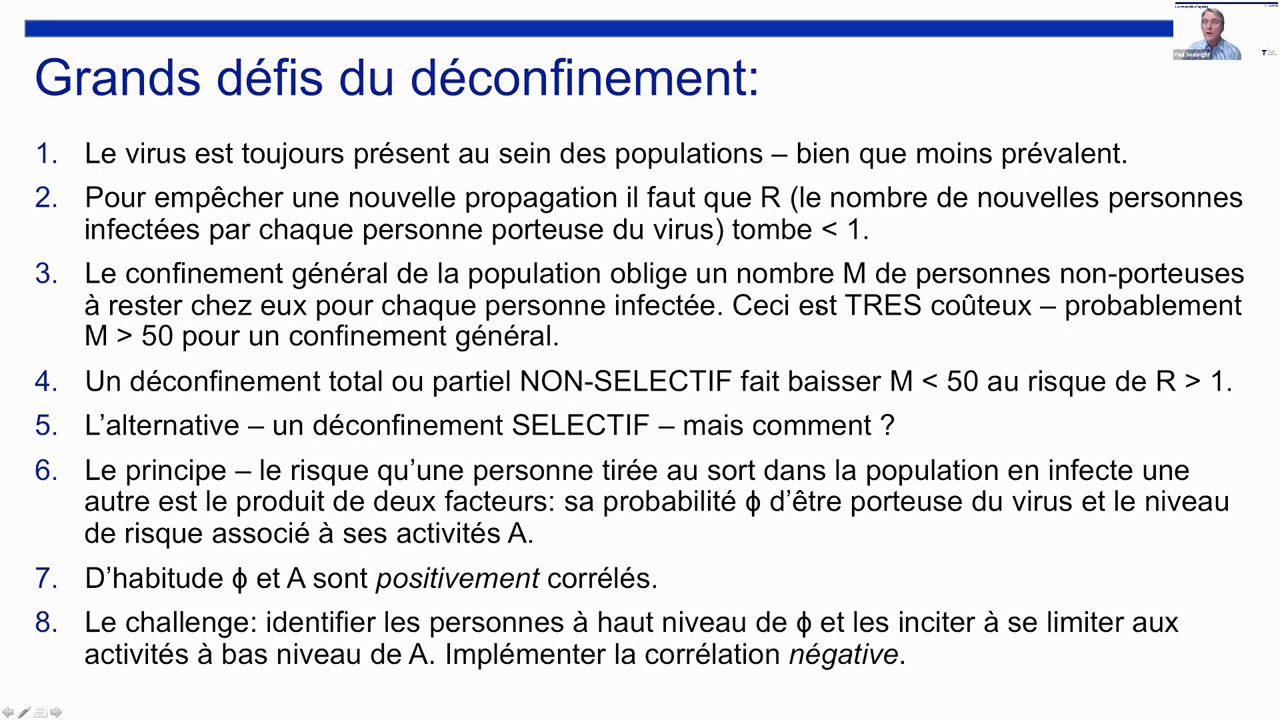 Grands défis du déconfinement:
1. Le virus est toujours présent au sein des populations – bien que moins prévalent.
2. Pour empêcher une nouvelle propagation il faut que R (le nombre de nouvelles personnes
infectées par chaque personne porteuse du virus) tombe < 1.
3. Le confinement général de la population oblige un nombre M de personnes non-porteuses
à rester chez eux pour chaque personne infectée. Ceci est TRES coûteux – probablement
M > 50 pour un confinement général.
4. Un déconfinement total ou partiel NON-SELECTIF fait baisser M < 50 au risque de R > 1.
5. L’alternative – un déconfinement SELECTIF – mais comment ?
6. Le principe – le risque qu’une personne tirée au sort dans la population en infecte une
autre est le produit de deux facteurs: sa probabilité ϕ d’être porteuse du virus et le niveau
de risque associé à ses activités A.
7. D’habitude ϕ et A sont positivement corrélés.
8. Le challenge: identifier les personnes à haut niveau de ϕ et les inciter à se limiter aux
activités à bas niveau de A. Implémenter la corrélation négative.
Paul Seabright